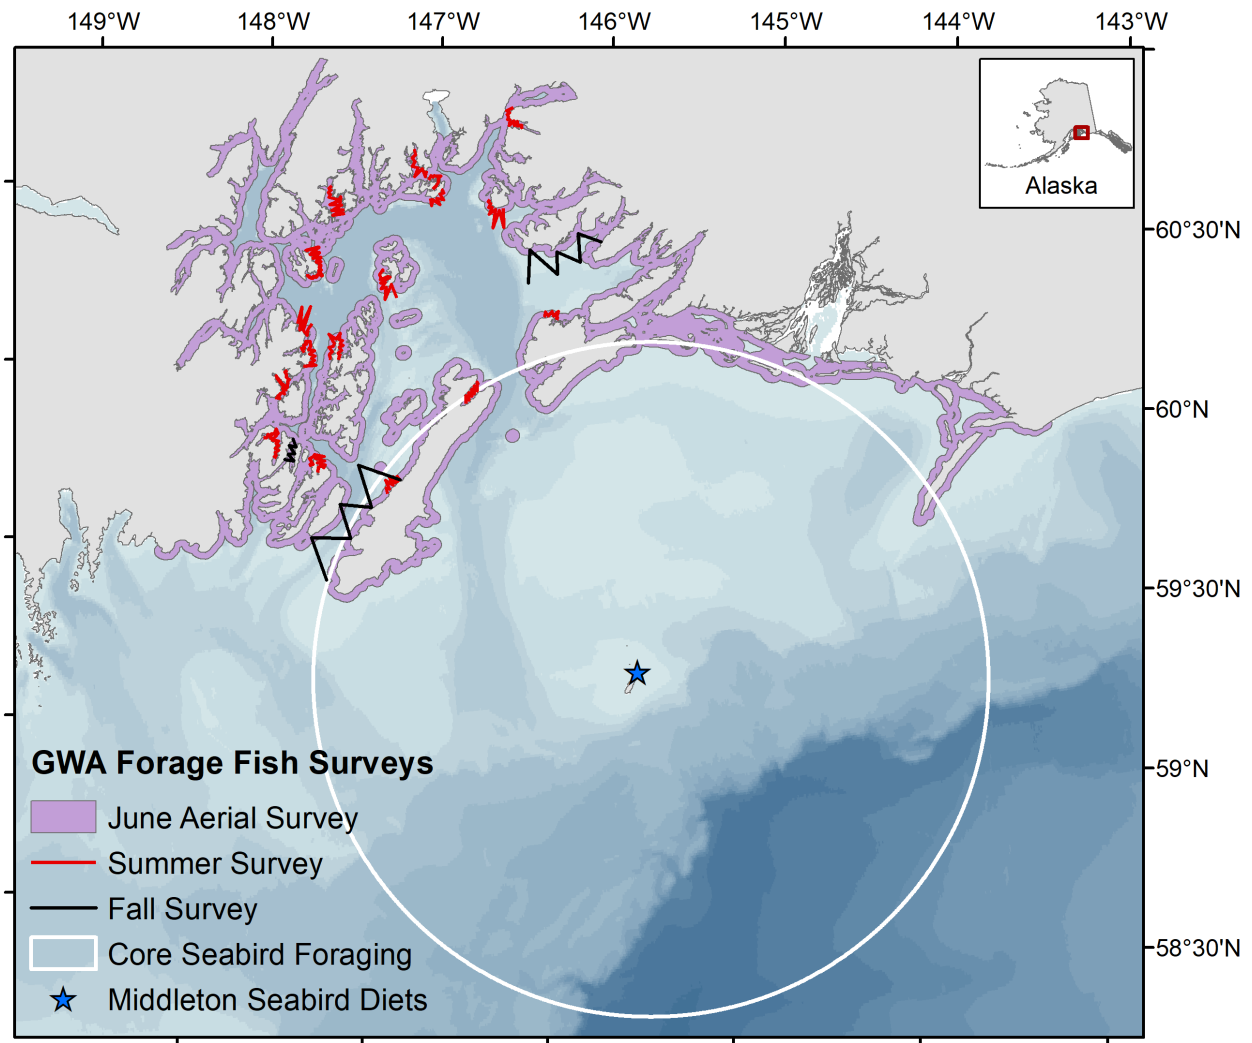 149°W 148°W 147°W 146°W 145°W 144°W 143°W
Alaska
60°30'N
60°N
59°30'N
59°N
58°30'N
GWA Forage Fish Surveys
June Aerial Survey
Summer Survey
Fall Survey
Core Seabird Foraging
Middleton Seabird Diets